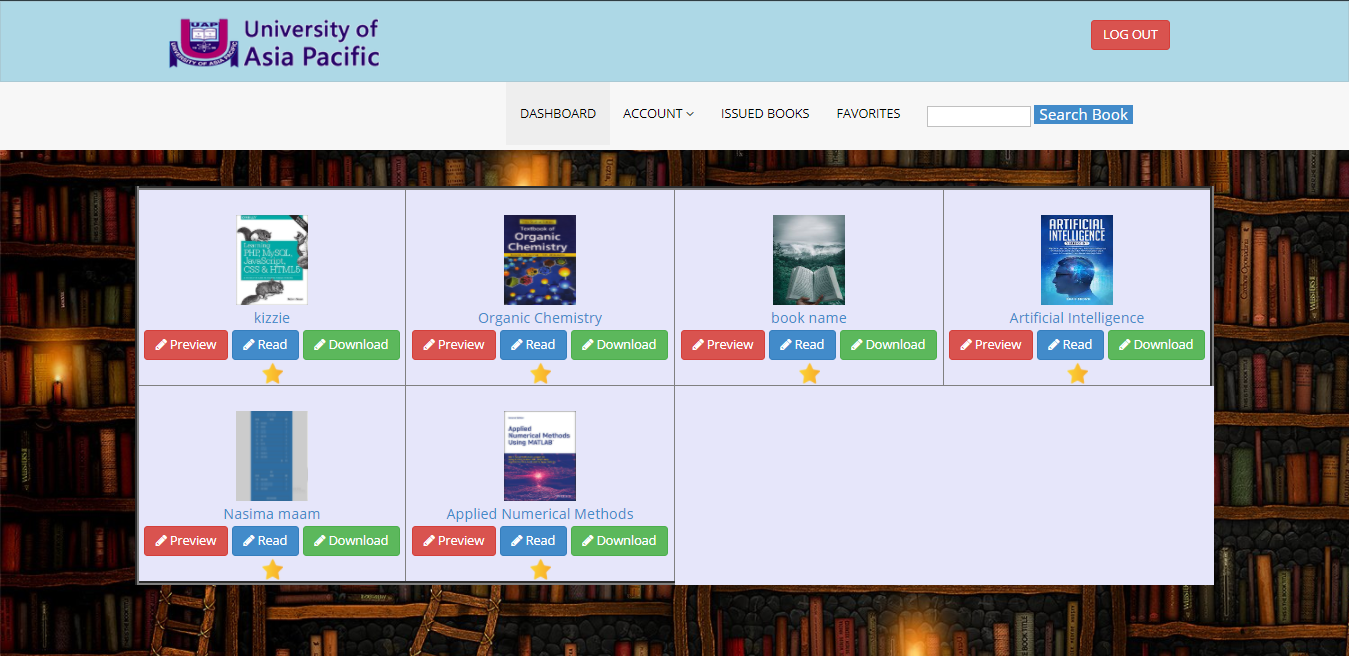 UAP
UNIVERSITY OF ASIA PACIFIC
University of
Asia Pacific
LOG OUT
DASHBOARD
ACCOUNT
ISSUED BOOKS
FAVORITES
Search Book
Learning
PHP, MySQL,
JavaScript,
CSS & HTML5
kizzie
Preview
Read
Download
Textbook of
Organic
Chemistry
Organic Chemistry
Preview
Read
Download
book name
Preview
Read
Download
ARTIFICIAL
INTELLIGENCE
Artificial Intelligence
Preview
Read
Download
Nasima maam
Preview
Read
Download
Applied
Numerical Methods
Using MATLAB
Applied Numerical Methods
Preview
Read
Download